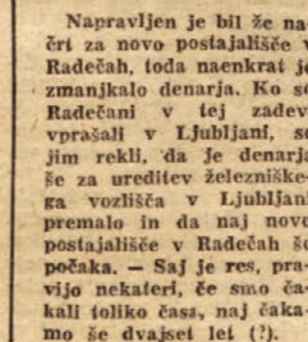 Napravljen je bil že na-
črt za novo postajališče v
Radečah, toda naenkrat je
zmanjkalo denarja. Ko so
Radečani v tej zadevi
vprašali v Ljubljani, so
jim rekli, da je denarja
še za ureditev železniške-
ga vozlišča v Ljubljani
premalo in da naj novo
postajališče v Radečah še
počaka. — Saj je res, pra-
vijo nekateri, če smo ča-
kali toliko časa, naj čaka-
mo še dvajset let (?).